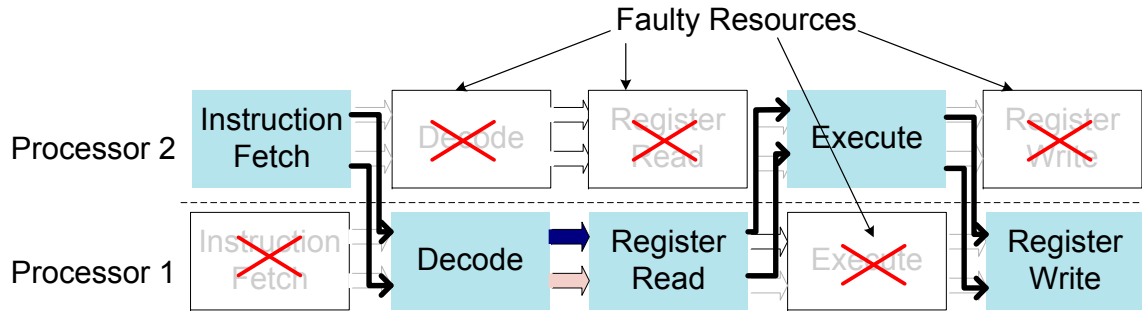 Faulty Resources
Processor 2
Instruction
Fetch
Decode
Register
Read
Execute
Register
Write
Processor 1
Instruction
Fetch
Decode
Register
Read
Execute
Register
Write